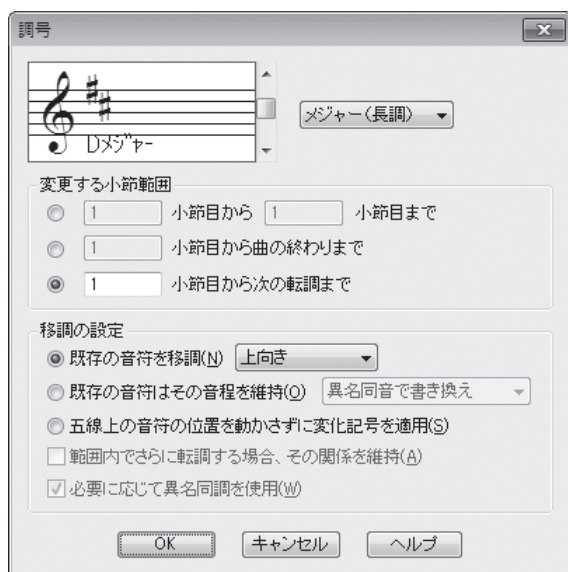 調号
Dメジャー
メジャー(長調)
変更する小節範囲
1 小節目から 1 小節目まで
1 小節目から曲の終わりまで
1 小節目から次の転調まで
移調の設定
既存の音符を移調(N) 上向き
既存の音符はその音程を維持(O) 異名同音で書き換え
五線上の音符の位置を動かさずに変化記号を適用(S)
範囲内でさらに転調する場合、その関係を維持(A)
必要に応じて異名同調を使用(W)
OK キャンセル ヘルプ